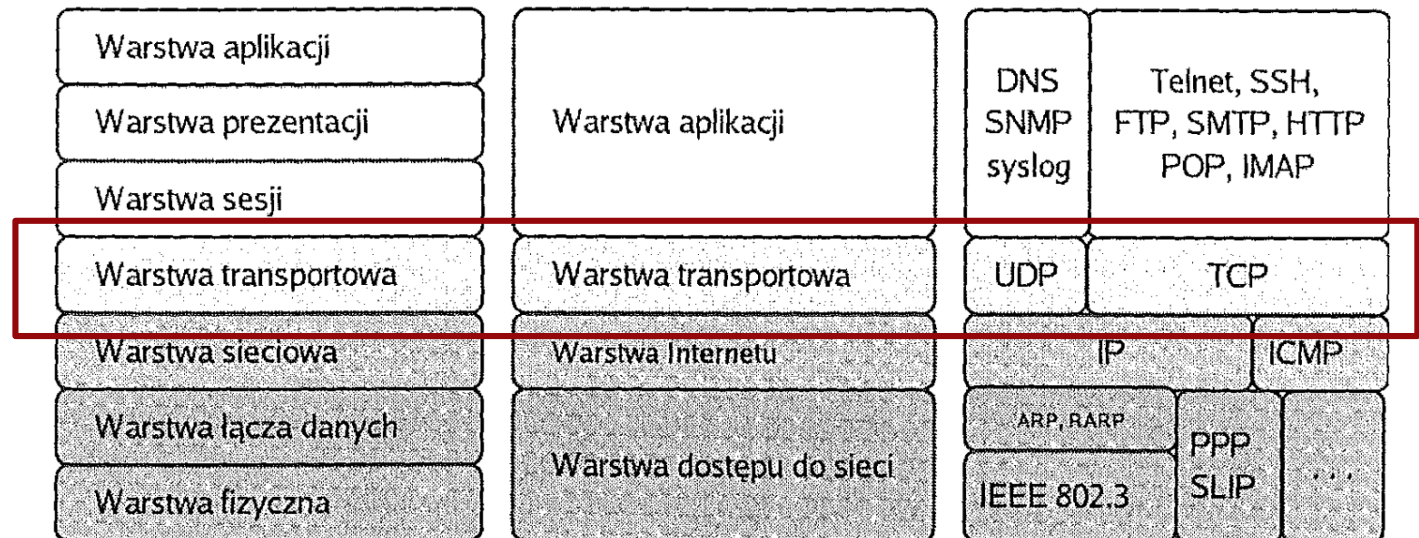 Warstwa aplikacji
Warstwa prezentacji
Warstwa sesji
Warstwa transportowa
Warstwa sieciowa
Warstwa łącza danych
Warstwa fizyczna
Warstwa aplikacji
Warstwa transportowa
Warstwa Internetu
Warstwa dostępu do sieci
DNS
SNMP
syslog
Telnet, SSH,
FTP, SMTP, HTTP
POP, IMAP
UDP
TCP
IP
ICMP
ARP, RARP
IEEE 802.3
PPP
SLIP
...